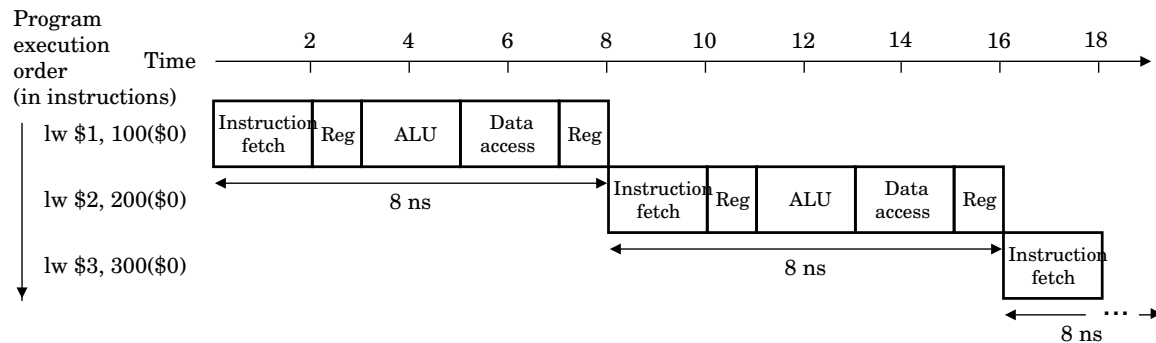 Program
execution
order
(in instructions)
Time
2 4 6 8 10 12 14 16 18
lw $1, 100($0)
Instruction
fetch
Reg
ALU
Data
access
Reg
8 ns
lw $2, 200($0)
Instruction
fetch
Reg
ALU
Data
access
Reg
8 ns
lw $3, 300($0)
Instruction
fetch
...
8 ns